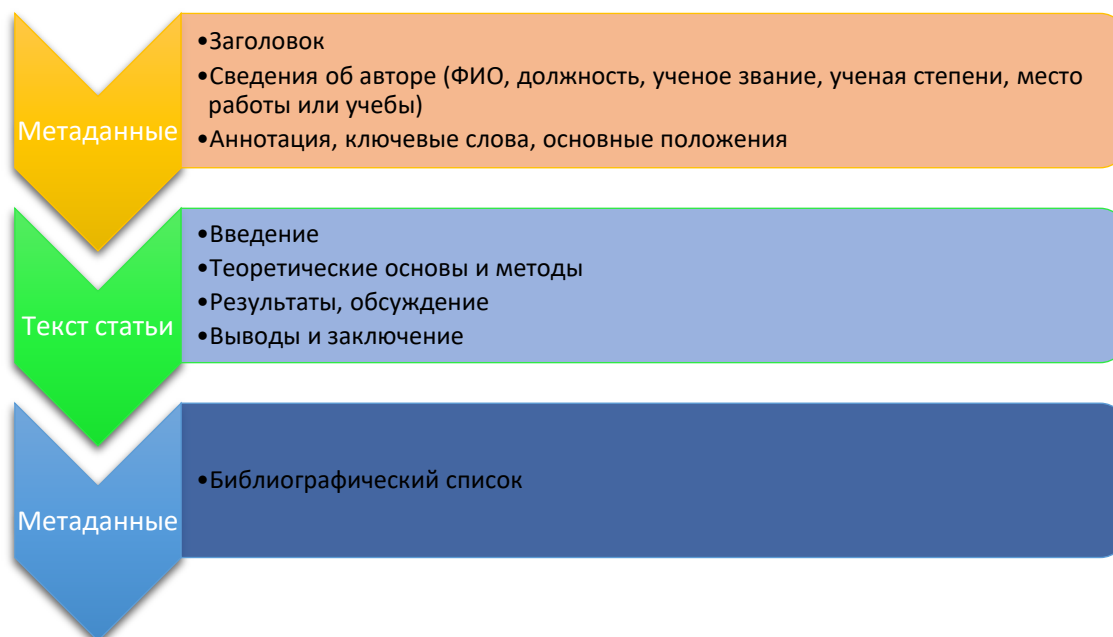 Метаданные
•Заголовок
•Сведения об авторе (ФИО, должность, ученое звание, ученая степени, место
работы или учебы)
•Аннотация, ключевые слова, основные положения
Текст статьи
•Введение
•Теоретические основы и методы
•Результаты, обсуждение
•Выводы и заключение
Метаданные
•Библиографический список